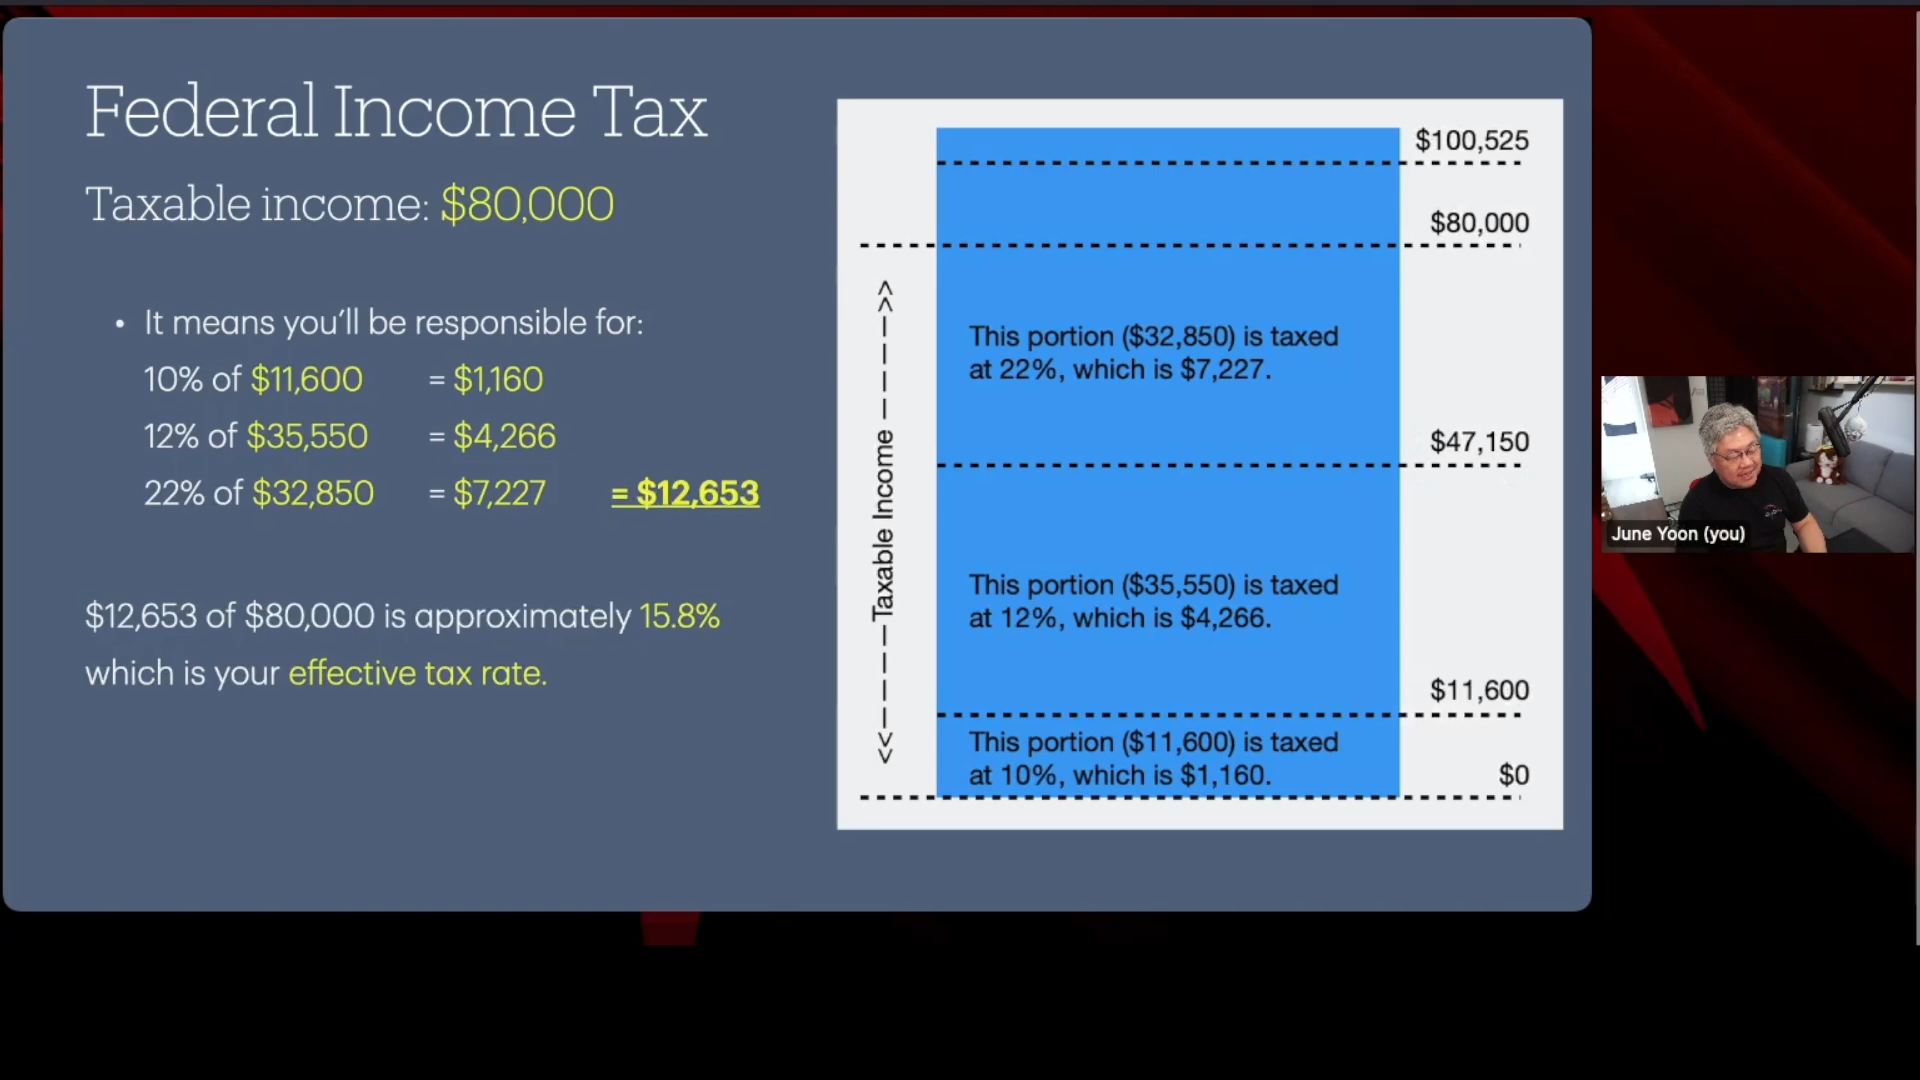 Federal Income Tax
Taxable income: $80,000
• It means you'll be responsible for:
10% of $11,600 = $1,160
12% of $35,550 = $4,266
22% of $32,850 = $7,227 = $12,653
$12,653 of $80,000 is approximately 15.8%
which is your effective tax rate.
$100,525
$80,000
This portion ($32,850) is taxed
at 22%, which is $7,227.
$47,150
<<-----Taxable Income----->>
This portion ($35,550) is taxed
at 12%, which is $4,266.
$11,600
This portion ($11,600) is taxed
at 10%, which is $1,160.
$0
June Yoon (you)